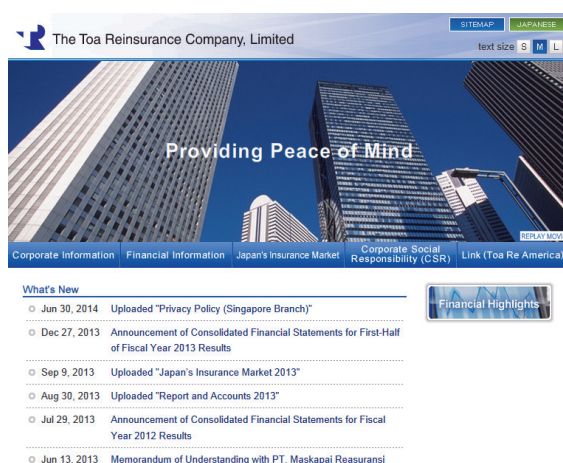 SITEMAP JAPANESE
The Toa Reinsurance Company, Limited
text size S M L
Providing Peace of Mind
REPLAY MOVI
Corporate Information Financial Information Japan's Insurance Market Corporate Social Responsibility (CSR) Link (Toa Re America)
What's New
Financial Highlights
Jun 30, 2014 Uploaded "Privacy Policy (Singapore Branch)"
Dec 27, 2013 Announcement of Consolidated Financial Statements for First-Half
of Fiscal Year 2013 Results
Sep 9, 2013 Uploaded "Japan's Insurance Market 2013"
Aug 30, 2013 Uploaded "Report and Accounts 2013"
Jul 29, 2013 Announcement of Consolidated Financial Statements for Fiscal
Year 2012 Results
Jun 13, 2013 Memorandum of Understanding with PT. Maskapai Reasuransi